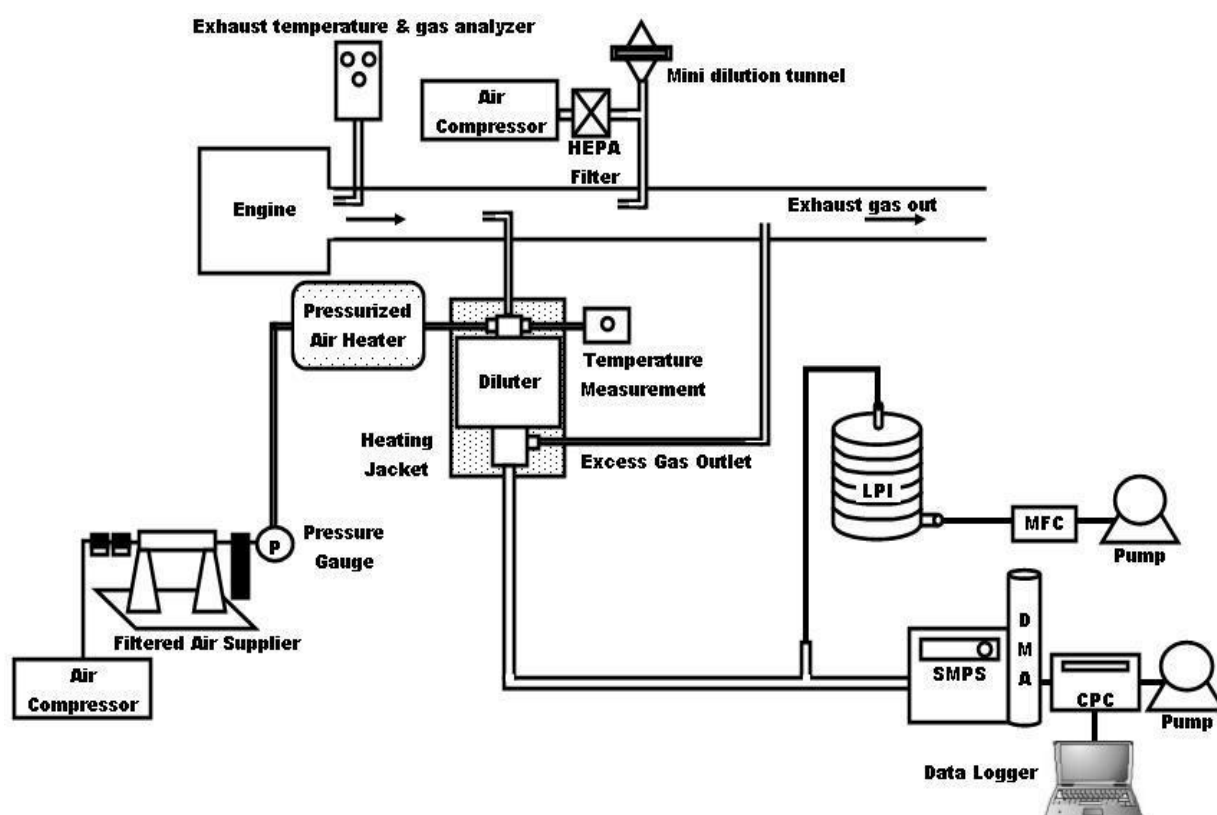 Exhaust temperature & gas analyzer
Mini dilution tunnel
Air
Compressor
HEPA
Filter
Engine
Exhaust gas out
Pressurized
Air Heater
Temperature
Measurement
Diluter
Heating
Jacket
Excess Gas Outlet
LPI
MFC
Pump
P
Pressure
Gauge
Filtered Air Supplier
Air
Compressor
SMPS
D
M
A
CPC
Pump
Data Logger